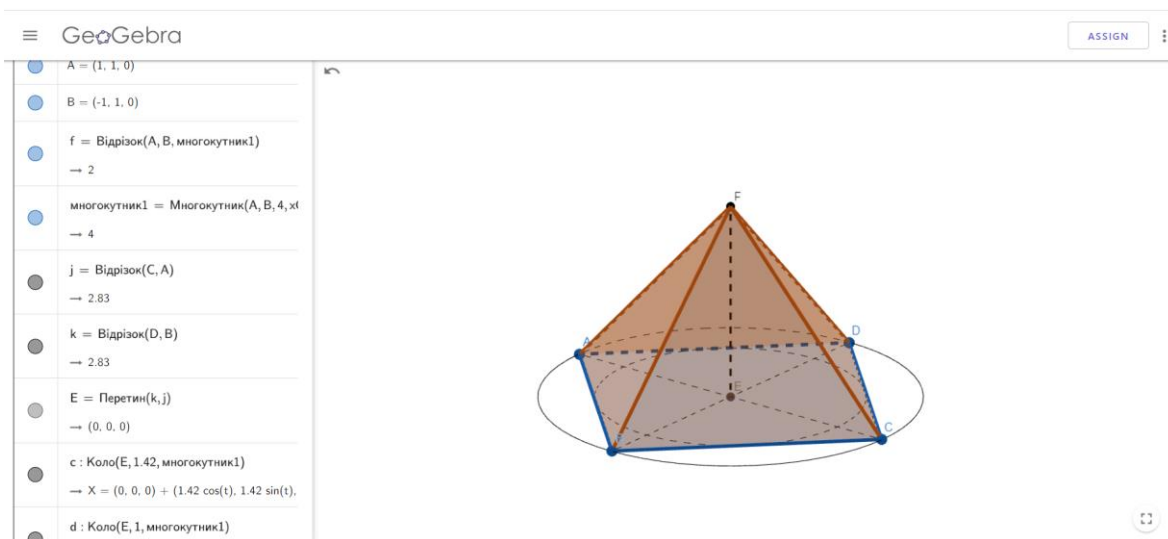 GeoGebra
ASSIGN
A = (1, 1, 0)
B = (-1, 1, 0)
f = Відрізок(A, B, многокутник1)
→ 2
многокутник1 = Многокутник(A, B, 4,
→ 4
j = Відрізок(C, A)
→ 2.83
k = Відрізок(D, B)
→ 2.83
E = Перетин(k, j)
→ (0, 0, 0)
c : Коло(E, 1.42, многокутник1)
→ X = (0, 0, 0) + (1.42 cos(t), 1.42 sin(t),
d : Коло(E, 1, многокутник1)
F
A
D
E
C